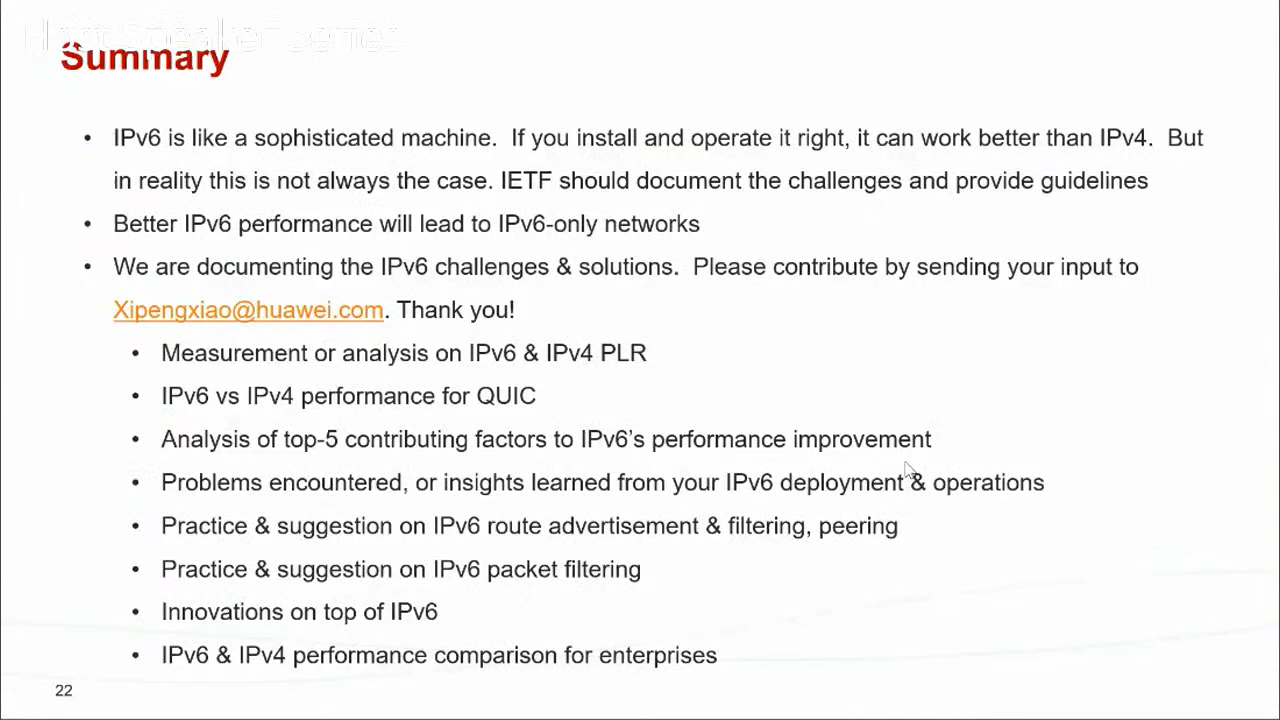 Summary
• IPv6 is like a sophisticated machine.  If you install and operate it right, it can work better than IPv4.  But
in reality this is not always the case. IETF should document the challenges and provide guidelines
• Better IPv6 performance will lead to IPv6-only networks
• We are documenting the IPv6 challenges & solutions.  Please contribute by sending your input to
Xipengxiao@huawei.com. Thank you!
• Measurement or analysis on IPv6 & IPv4 PLR
• IPv6 vs IPv4 performance for QUIC
• Analysis of top-5 contributing factors to IPv6’s performance improvement
• Problems encountered, or insights learned from your IPv6 deployment & operations
• Practice & suggestion on IPv6 route advertisement & filtering, peering
• Practice & suggestion on IPv6 packet filtering
• Innovations on top of IPv6
• IPv6 & IPv4 performance comparison for enterprises
22